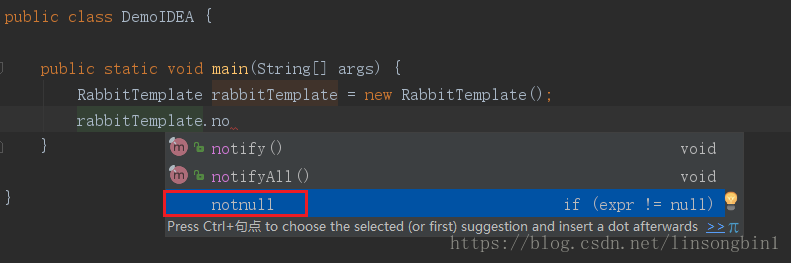 public class DemoIDEA {
public static void main(String[] args) {
RabbitTemplate rabbitTemplate = new RabbitTemplate();
rabbitTemplate.no
notify() void
notifyAll() void
notnull if (expr != null)
Press Ctrl+句点 to choose the selected (or first) suggestion and insert a dot afterwards >> π
}
}
https://blog.csdn.net/linsongbin1